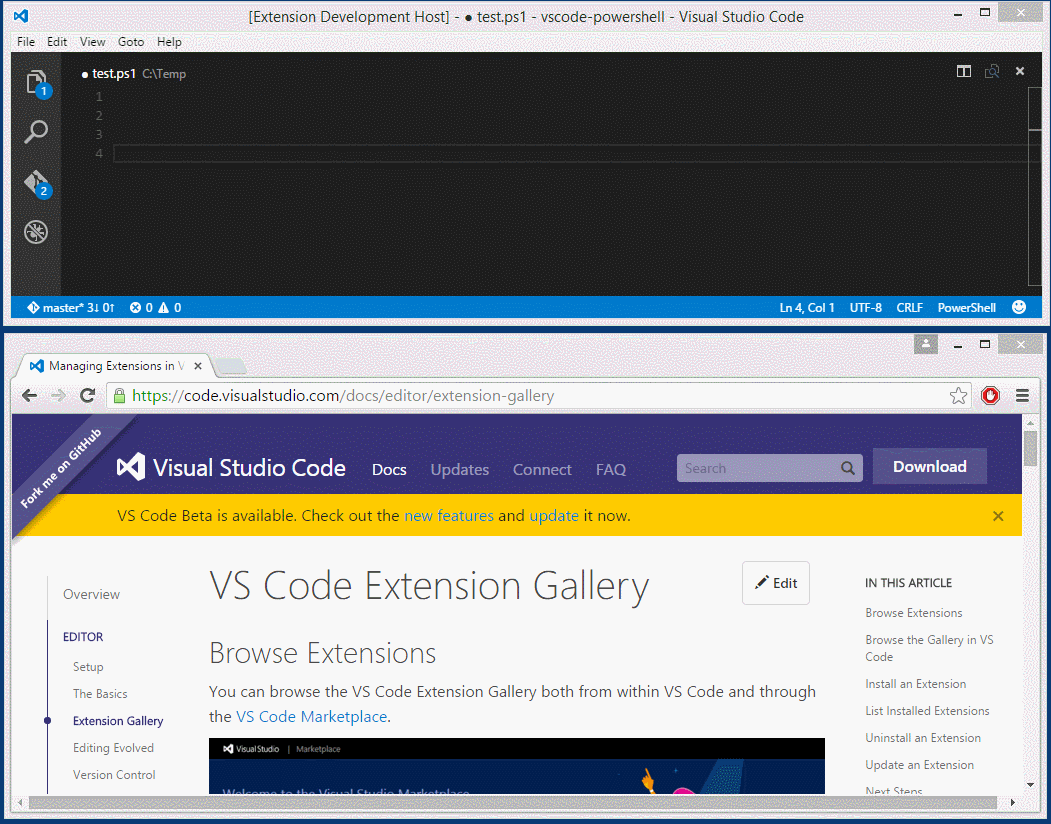 [Extension Development Host] - ● test.ps1 - vscode-powershell - Visual Studio Code
File Edit View Goto Help
● test.ps1 C:\Temp
1
1
2
3
4
2
master* 3↓ 0↑ 0 0 Ln 4, Col 1 UTF-8 CRLF PowerShell
Managing Extensions in V
https://code.visualstudio.com/docs/editor/extension-gallery
Fork me on GitHub
Visual Studio Code Docs Updates Connect FAQ Search Download
VS Code Beta is available. Check out the new features and update it now.
Overview
EDITOR
Setup
The Basics
Extension Gallery
Editing Evolved
Version Control
VS Code Extension Gallery
Edit
Browse Extensions
You can browse the VS Code Extension Gallery both from within VS Code and through
the VS Code Marketplace.
Visual Studio | Marketplace
Welcome to the Visual Studio Marketplace
IN THIS ARTICLE
Browse Extensions
Browse the Gallery in VS
Code
Install an Extension
List Installed Extensions
Uninstall an Extension
Update an Extension
Next Steps